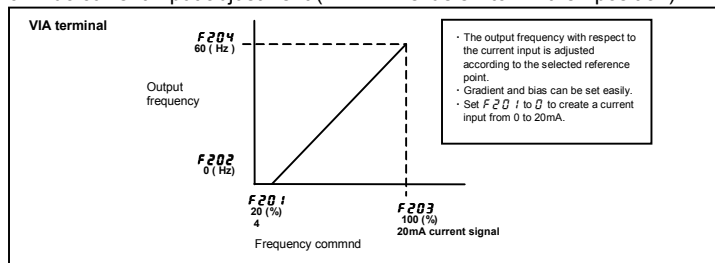 VIA terminal
F204
60 ( Hz )
Output
frequency
F202
0 ( Hz)
F201
20 (%)
4
F203
100 (%)
20mA current signal
Frequency commnd
・ The output frequency with respect to
the current input is adjusted
according to the selected reference
point.
・ Gradient and bias can be set easily.
・ Set F201 to 0 to create a current
input from 0 to 20mA.